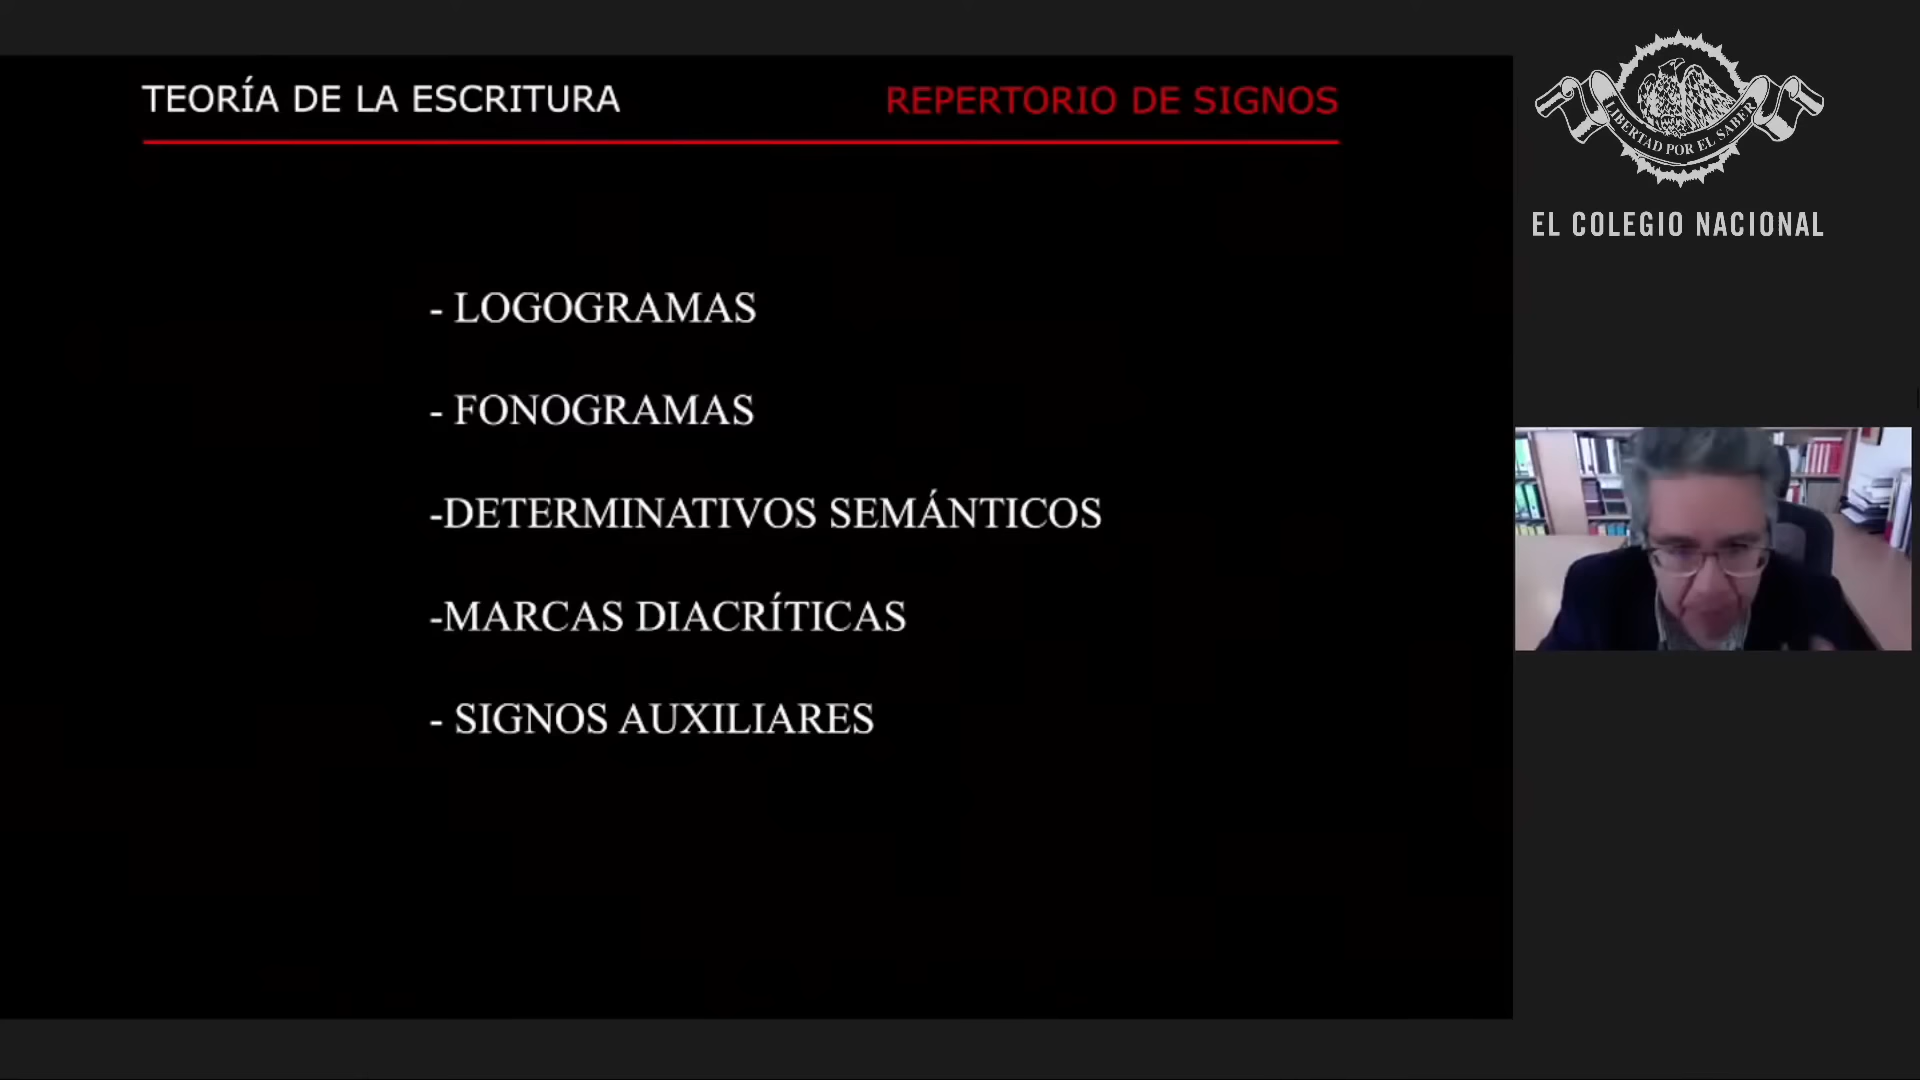 TEORÍA DE LA ESCRITURA
REPERTORIO DE SIGNOS
- LOGOGRAMAS
- FONOGRAMAS
-DETERMINATIVOS SEMÁNTICOS
-MARCAS DIACRÍTICAS
- SIGNOS AUXILIARES
LIBERTAD POR EL SABER
EL COLEGIO NACIONAL